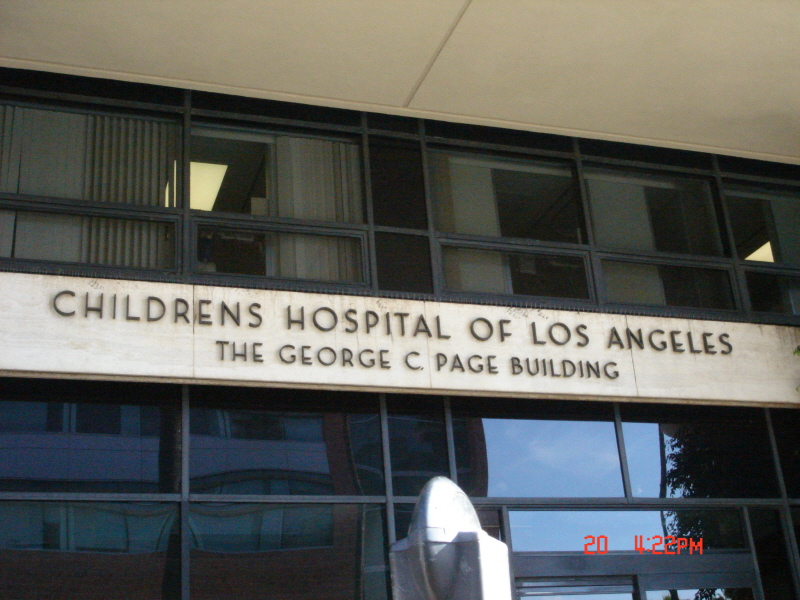 CHILDRENS HOSPITAL OF LOS ANGELES
THE GEORGE C. PAGE BUILDING
20 4:22PM